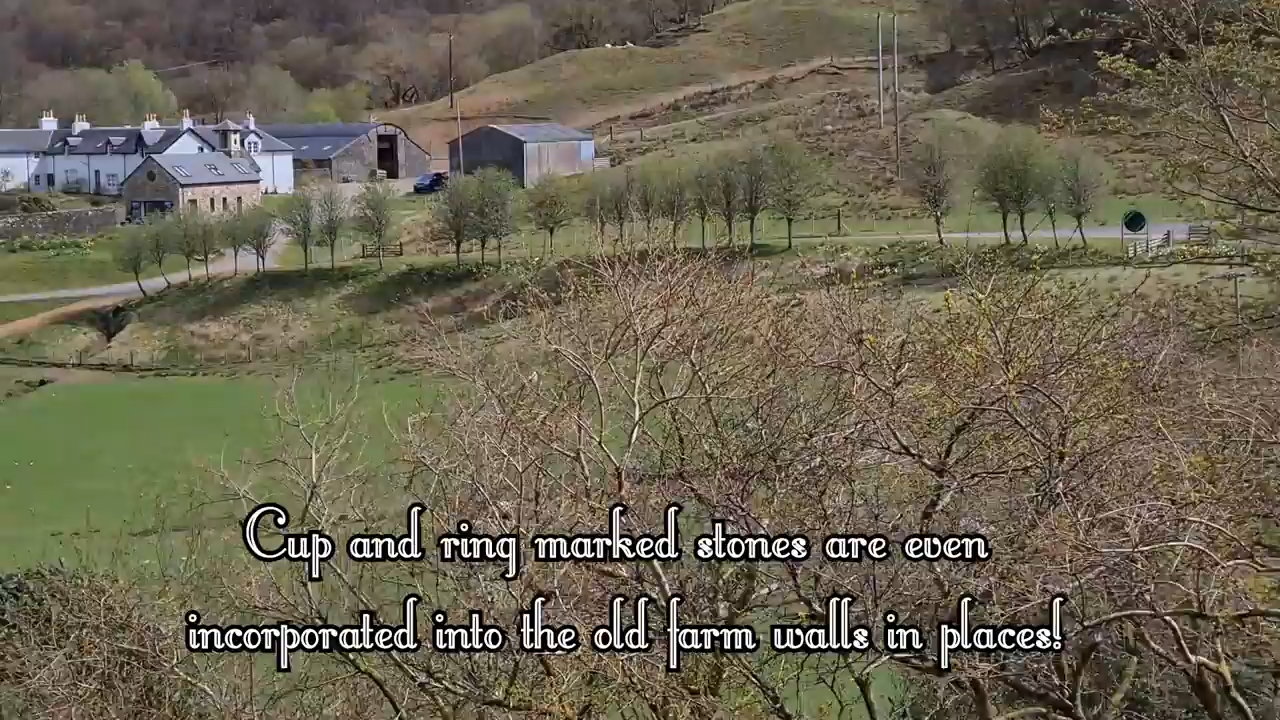 Cup and ring marked stones are even
incorporated into the old farm walls in places!